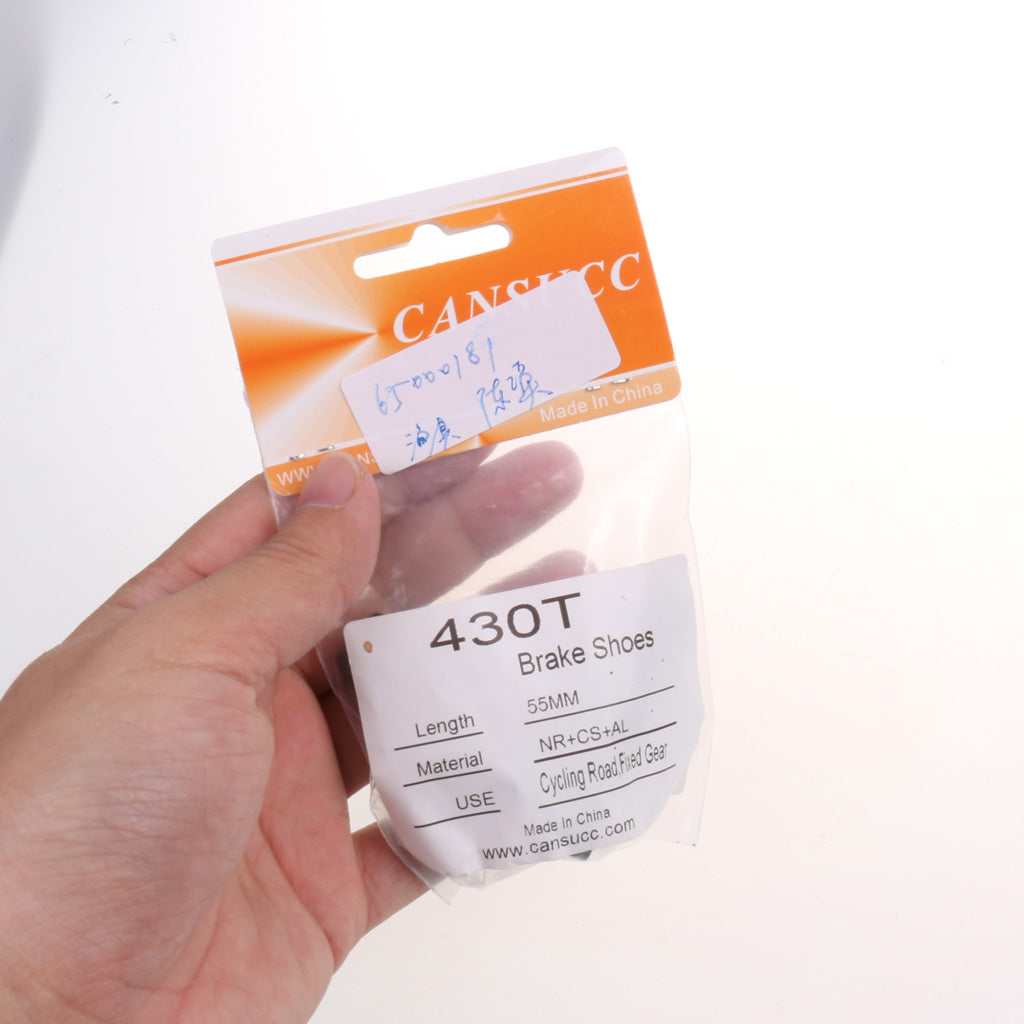 CANSUCC
65000181
Made In China
430T
Brake Shoes
Length 55MM
Material NR+CS+AL
USE Cycling Road,Fixed Gear
Made In China
www.cansucc.com